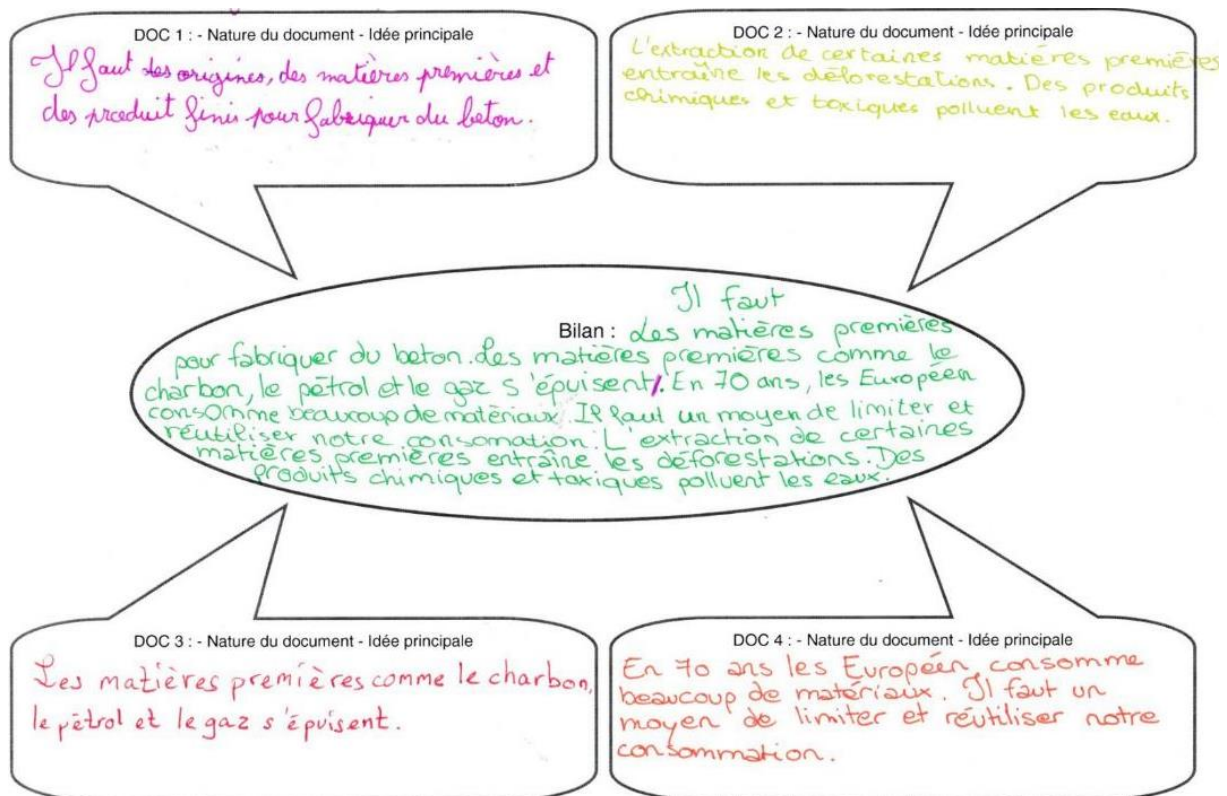 DOC 1 : - Nature du document - Idée principale
Il faut des origines, des matières premières et
des produit finis pour fabriquer du beton.
DOC 2 : - Nature du document - Idée principale
L'extraction de certaines matiéres premières
entraîne les déforestations. Des produits
chimiques et toxiques polluent les eaux.
Il faut
Bilan : Les matières premières
pour fabriquer du beton. Les matières premières comme le
charbon, le pétrol et le gaz s'épuisent. En 70 ans, les Européen
consomme beaucoup de matériaux. Il faut un moyen de limiter et
réutiliser notre consomation. L'extraction de certaines
matières premières entraîne les déforestations. Des
produits chimiques et toxiques polluent les eaux.
DOC 3 : - Nature du document - Idée principale
Les matières premières comme le charbon,
le pétrol et le gaz s'épuisent.
DOC 4 : - Nature du document - Idée principale
En 70 ans les Européen consomme
beaucoup de matériaux. Il faut un
moyen de limiter et réutiliser notre
consommation.